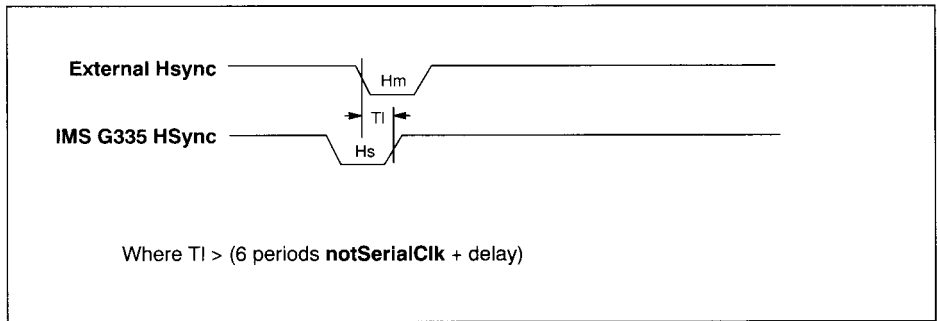 External Hsync
Hm
Tl
IMS G335 HSync
Hs
Where Tl > (6 periods notSerialClk + delay)